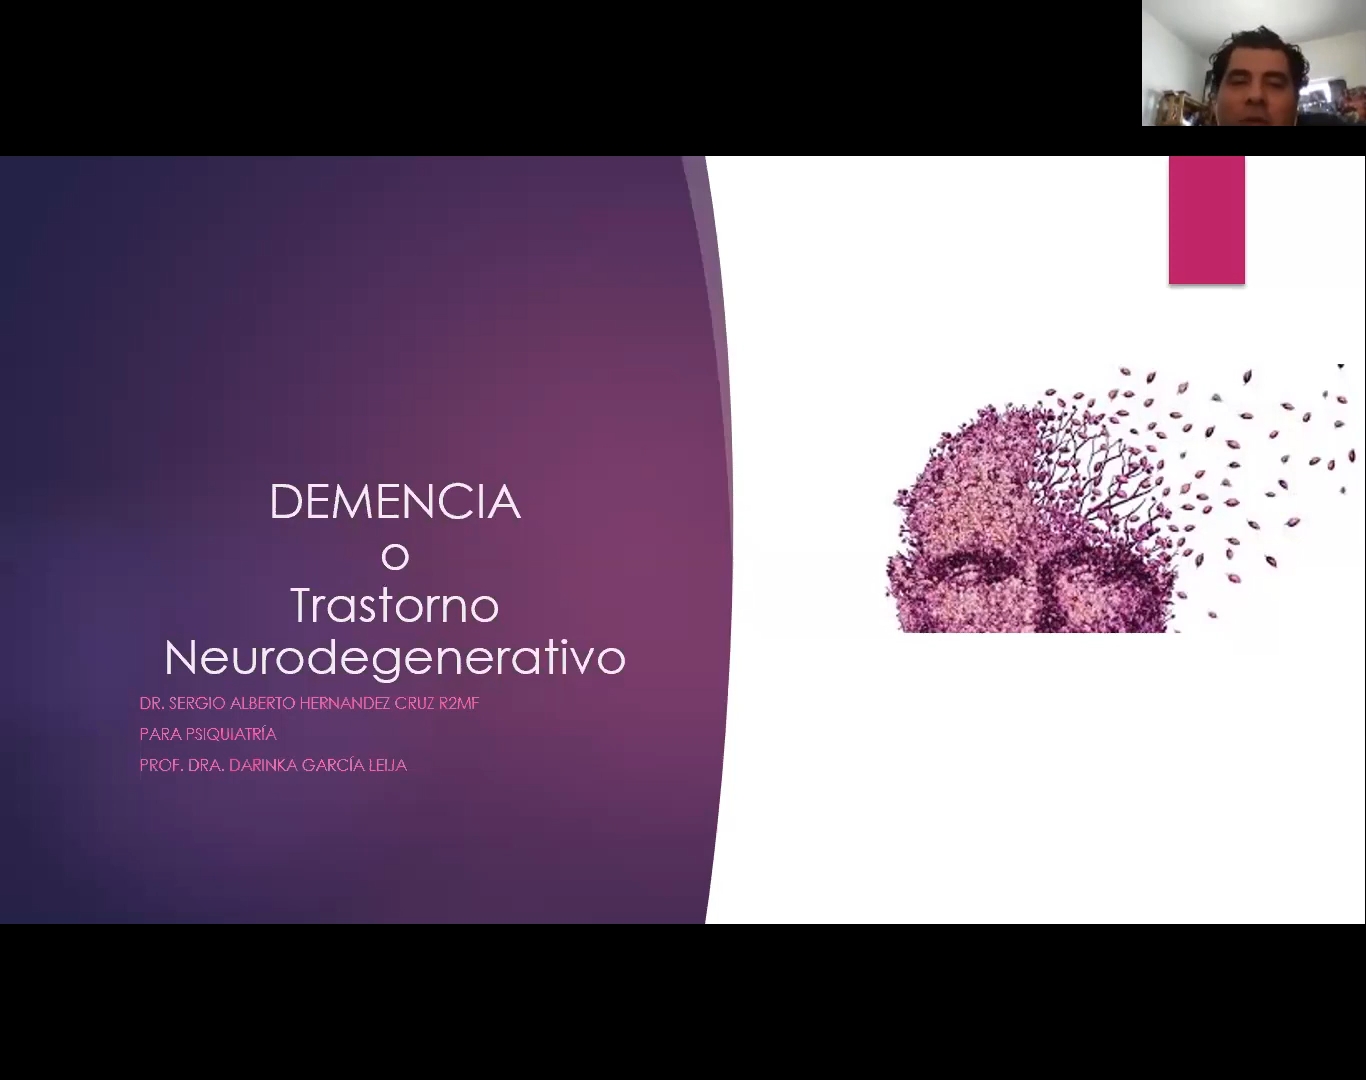 DEMENCIA
o
Trastorno
Neurodegenerativo
DR. SERGIO ALBERTO HERNANDEZ CRUZ R2MF
PARA PSIQUIATRÍA
PROF. DRA. DARINKA GARCÍA LEIJA